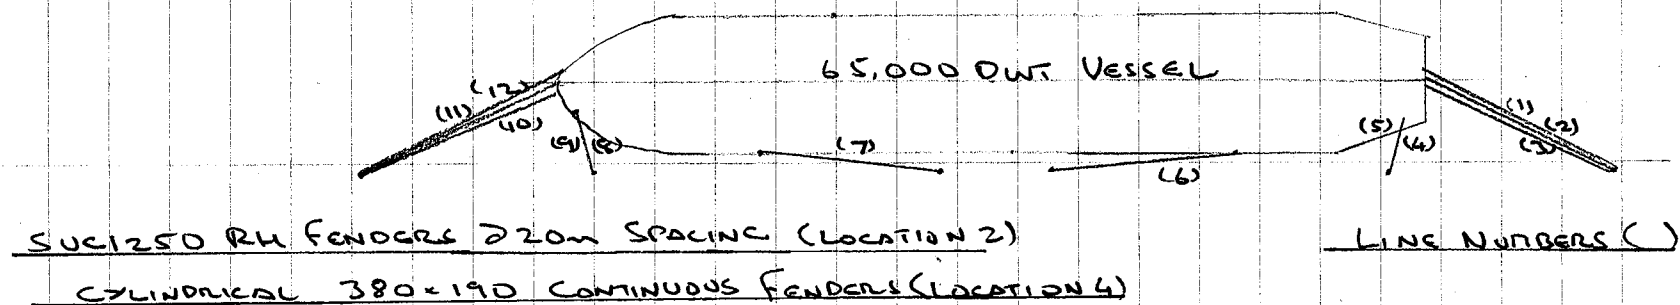 65,000 DWT. VESSEL
(12)
(11)
(10)
(1)
(2)
(3)
(9) (8)
(7)
(6)
(5)
(4)
SUC1250 RH FENDERS @ 20m SPACING (LOCATION 2)
LINE NUMBERS ( )
CYLINDRICAL 380 x 190 CONTINUOUS FENDERS (LOCATION 4)